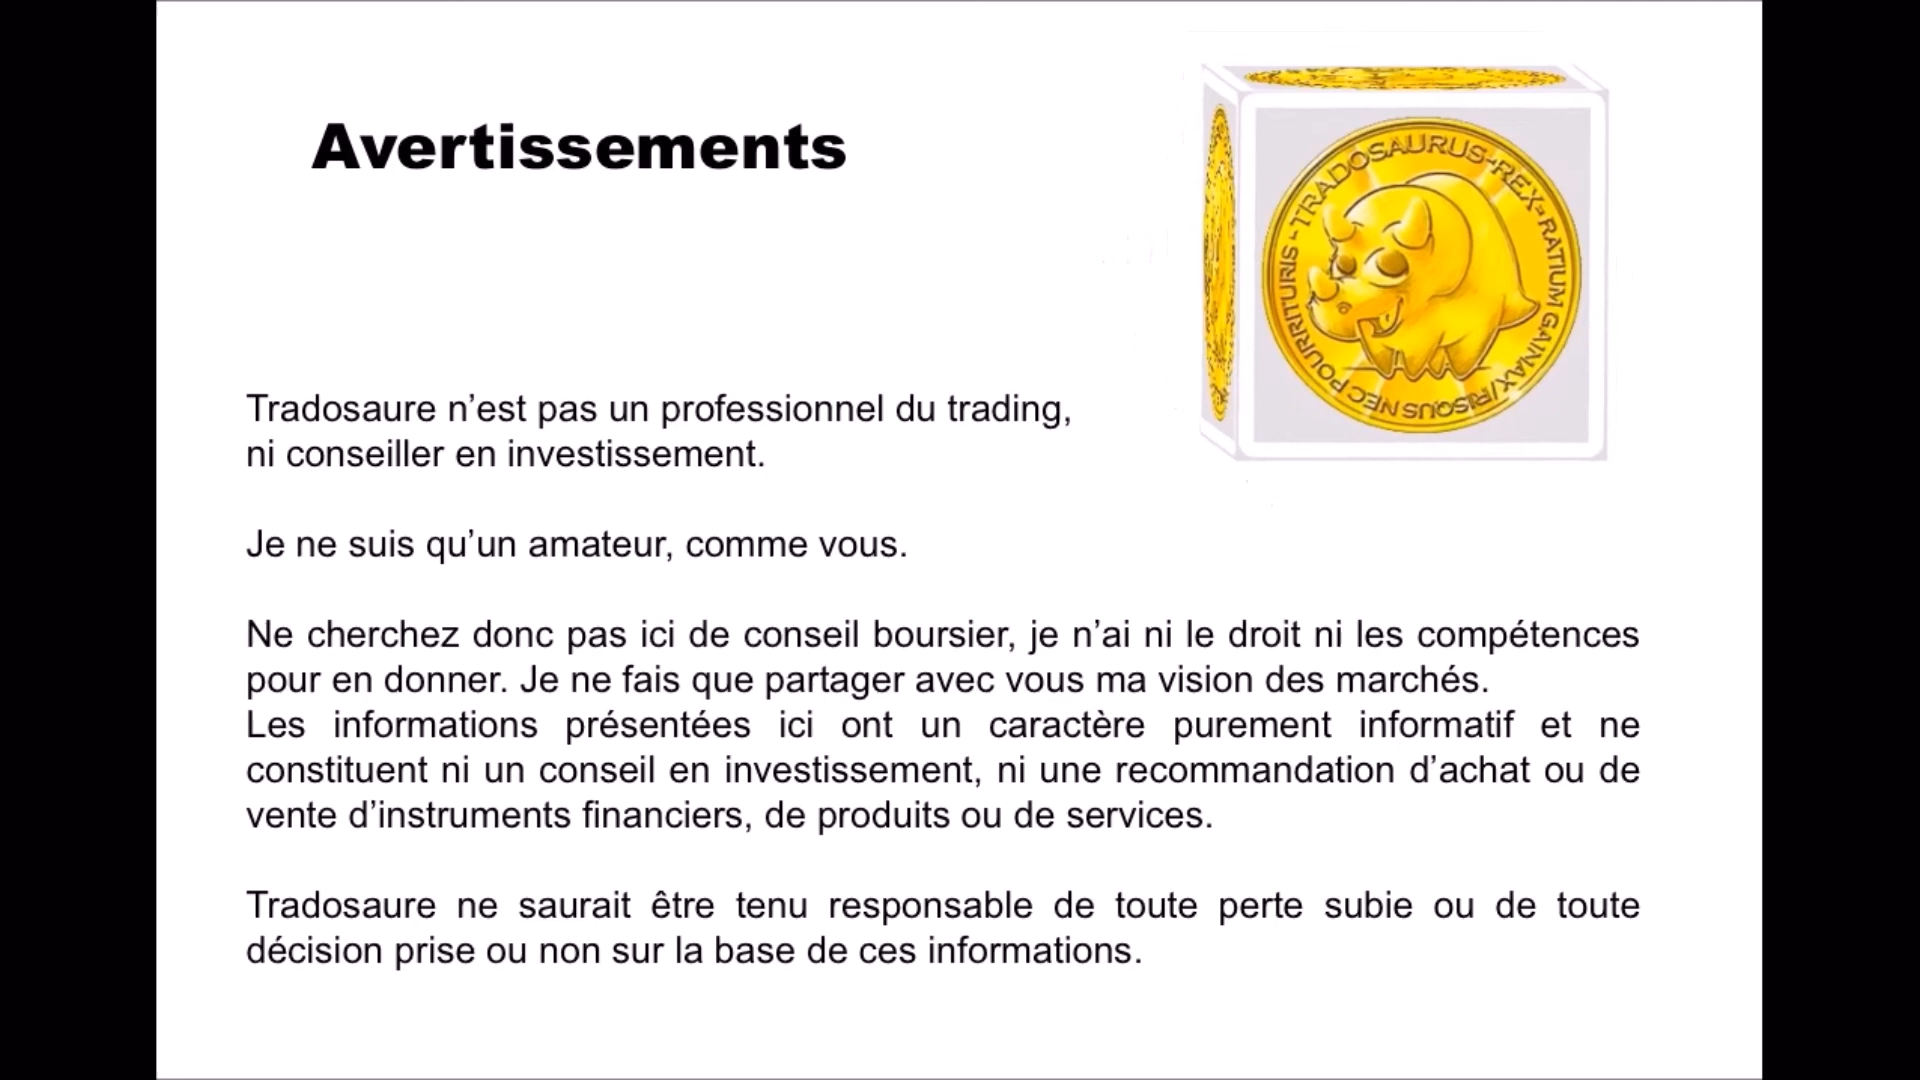 Avertissements
TRADOSAURUS-REX-RATIUM GAINAX/RISQUS NEC POURRITURIS -
Tradosaure n’est pas un professionnel du trading,
ni conseiller en investissement.
Je ne suis qu’un amateur, comme vous.
Ne cherchez donc pas ici de conseil boursier, je n’ai ni le droit ni les compétences
pour en donner. Je ne fais que partager avec vous ma vision des marchés.
Les informations présentées ici ont un caractère purement informatif et ne
constituent ni un conseil en investissement, ni une recommandation d’achat ou de
vente d’instruments financiers, de produits ou de services.
Tradosaure ne saurait être tenu responsable de toute perte subie ou de toute
décision prise ou non sur la base de ces informations.